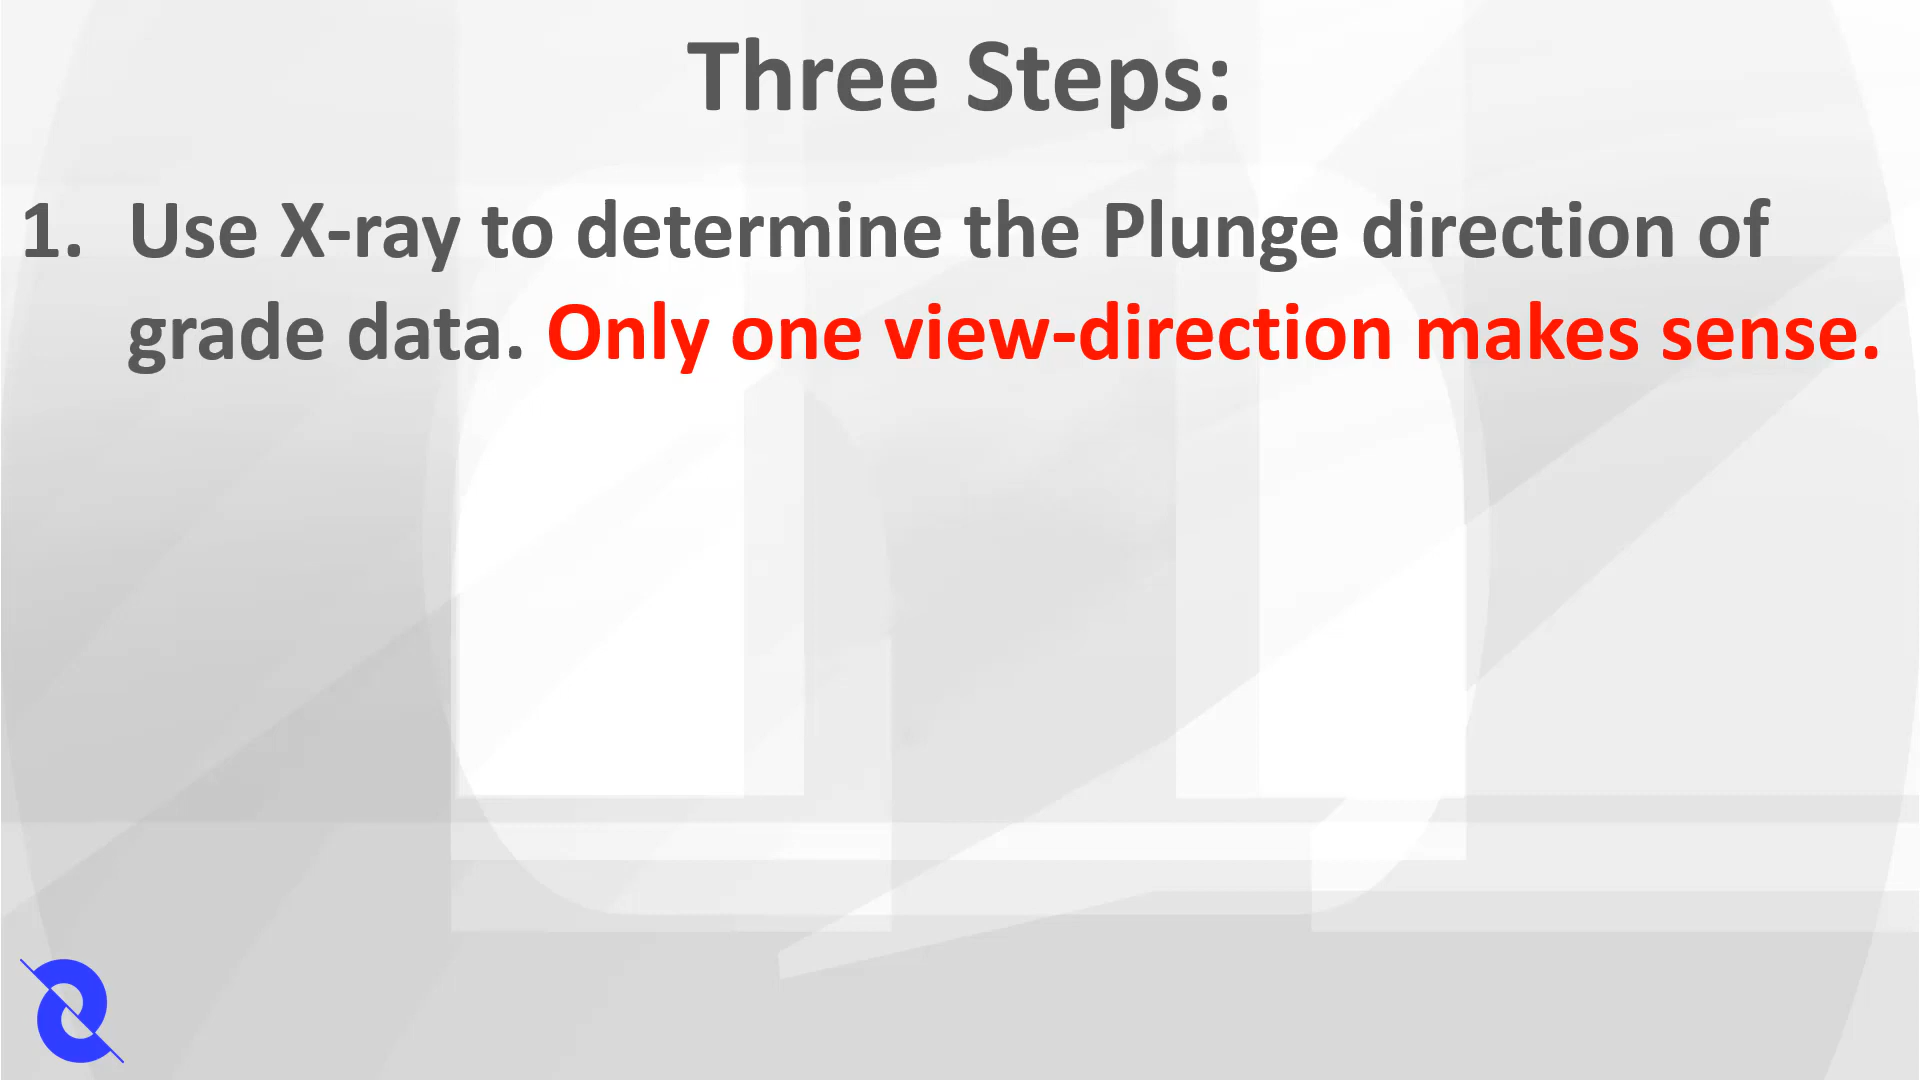 Three Steps:
1. Use X-ray to determine the Plunge direction of
grade data. Only one view-direction makes sense.